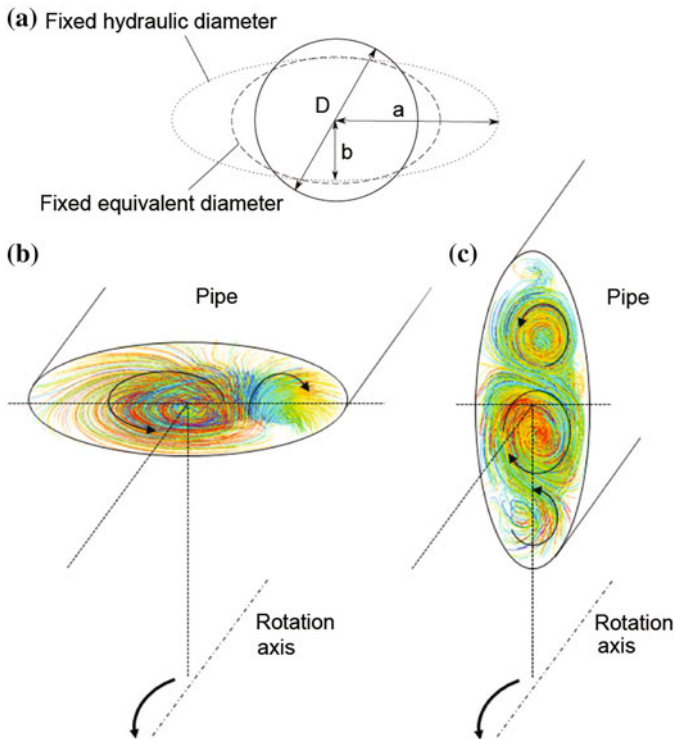 (a)
Fixed hydraulic diameter
D
a
b
Fixed equivalent diameter
(b)
Pipe
(c)
Pipe
Rotation
axis
Rotation
axis